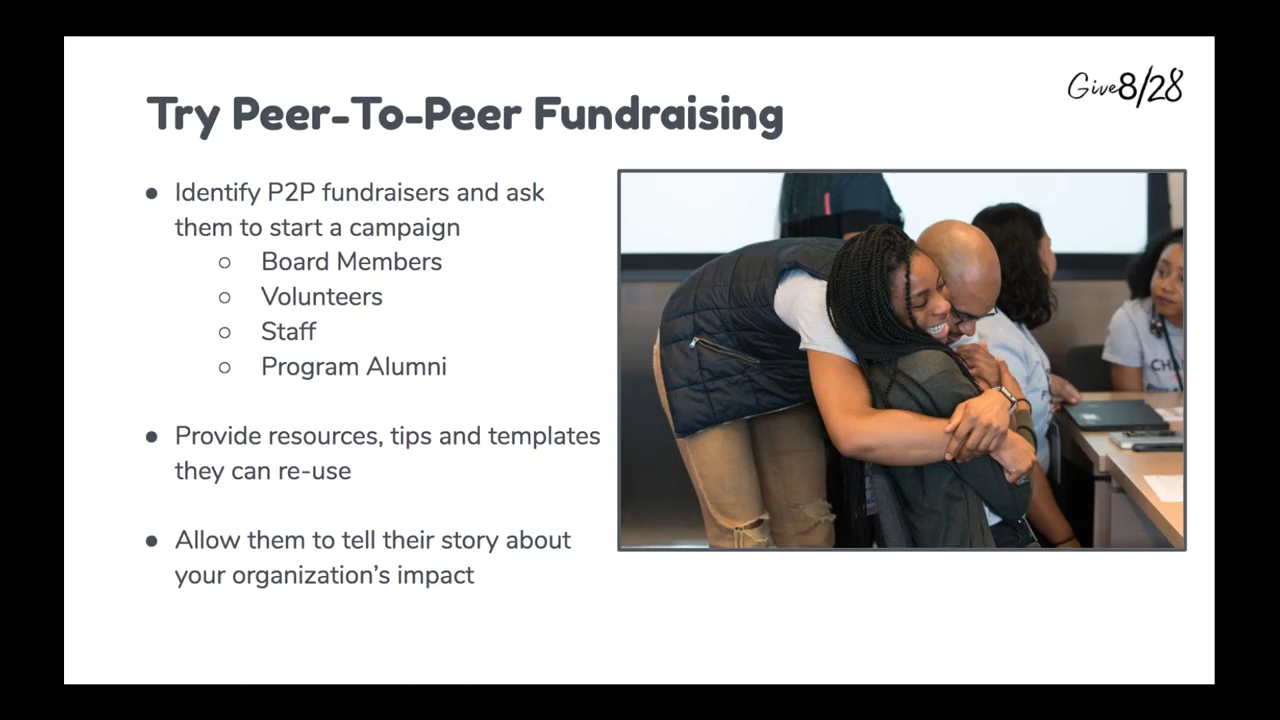 Give8/28
Try Peer-To-Peer Fundraising
● Identify P2P fundraisers and ask
them to start a campaign
○ Board Members
○ Volunteers
○ Staff
○ Program Alumni
● Provide resources, tips and templates
they can re-use
● Allow them to tell their story about
your organization's impact